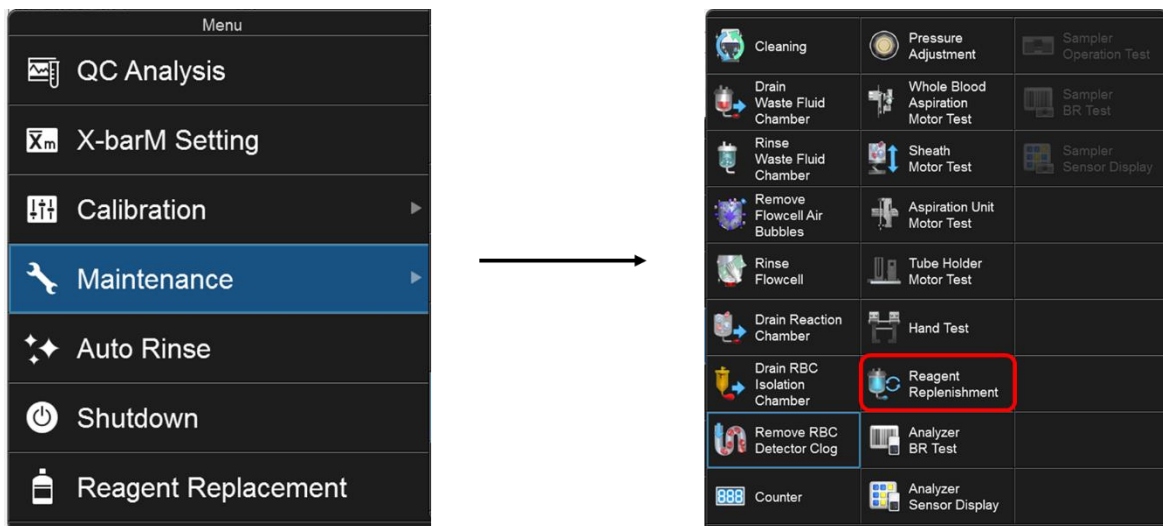 Menu
QC Analysis
X̅m
X-barM Setting
Calibration
Maintenance
Auto Rinse
Shutdown
Reagent Replacement
Cleaning
Drain
Waste Fluid
Chamber
Rinse
Waste Fluid
Chamber
Remove
Flowcell Air
Bubbles
Rinse
Flowcell
Drain Reaction
Chamber
Drain RBC
Isolation
Chamber
Remove RBC
Detector Clog
888
Counter
Pressure
Adjustment
Whole Blood
Aspiration
Motor Test
Sheath
Motor Test
Aspiration Unit
Motor Test
Tube Holder
Motor Test
Hand Test
Reagent
Replenishment
Analyzer
BR Test
Analyzer
Sensor Display
Sampler
Operation Test
Sampler
BR Test
Sampler
Sensor Display